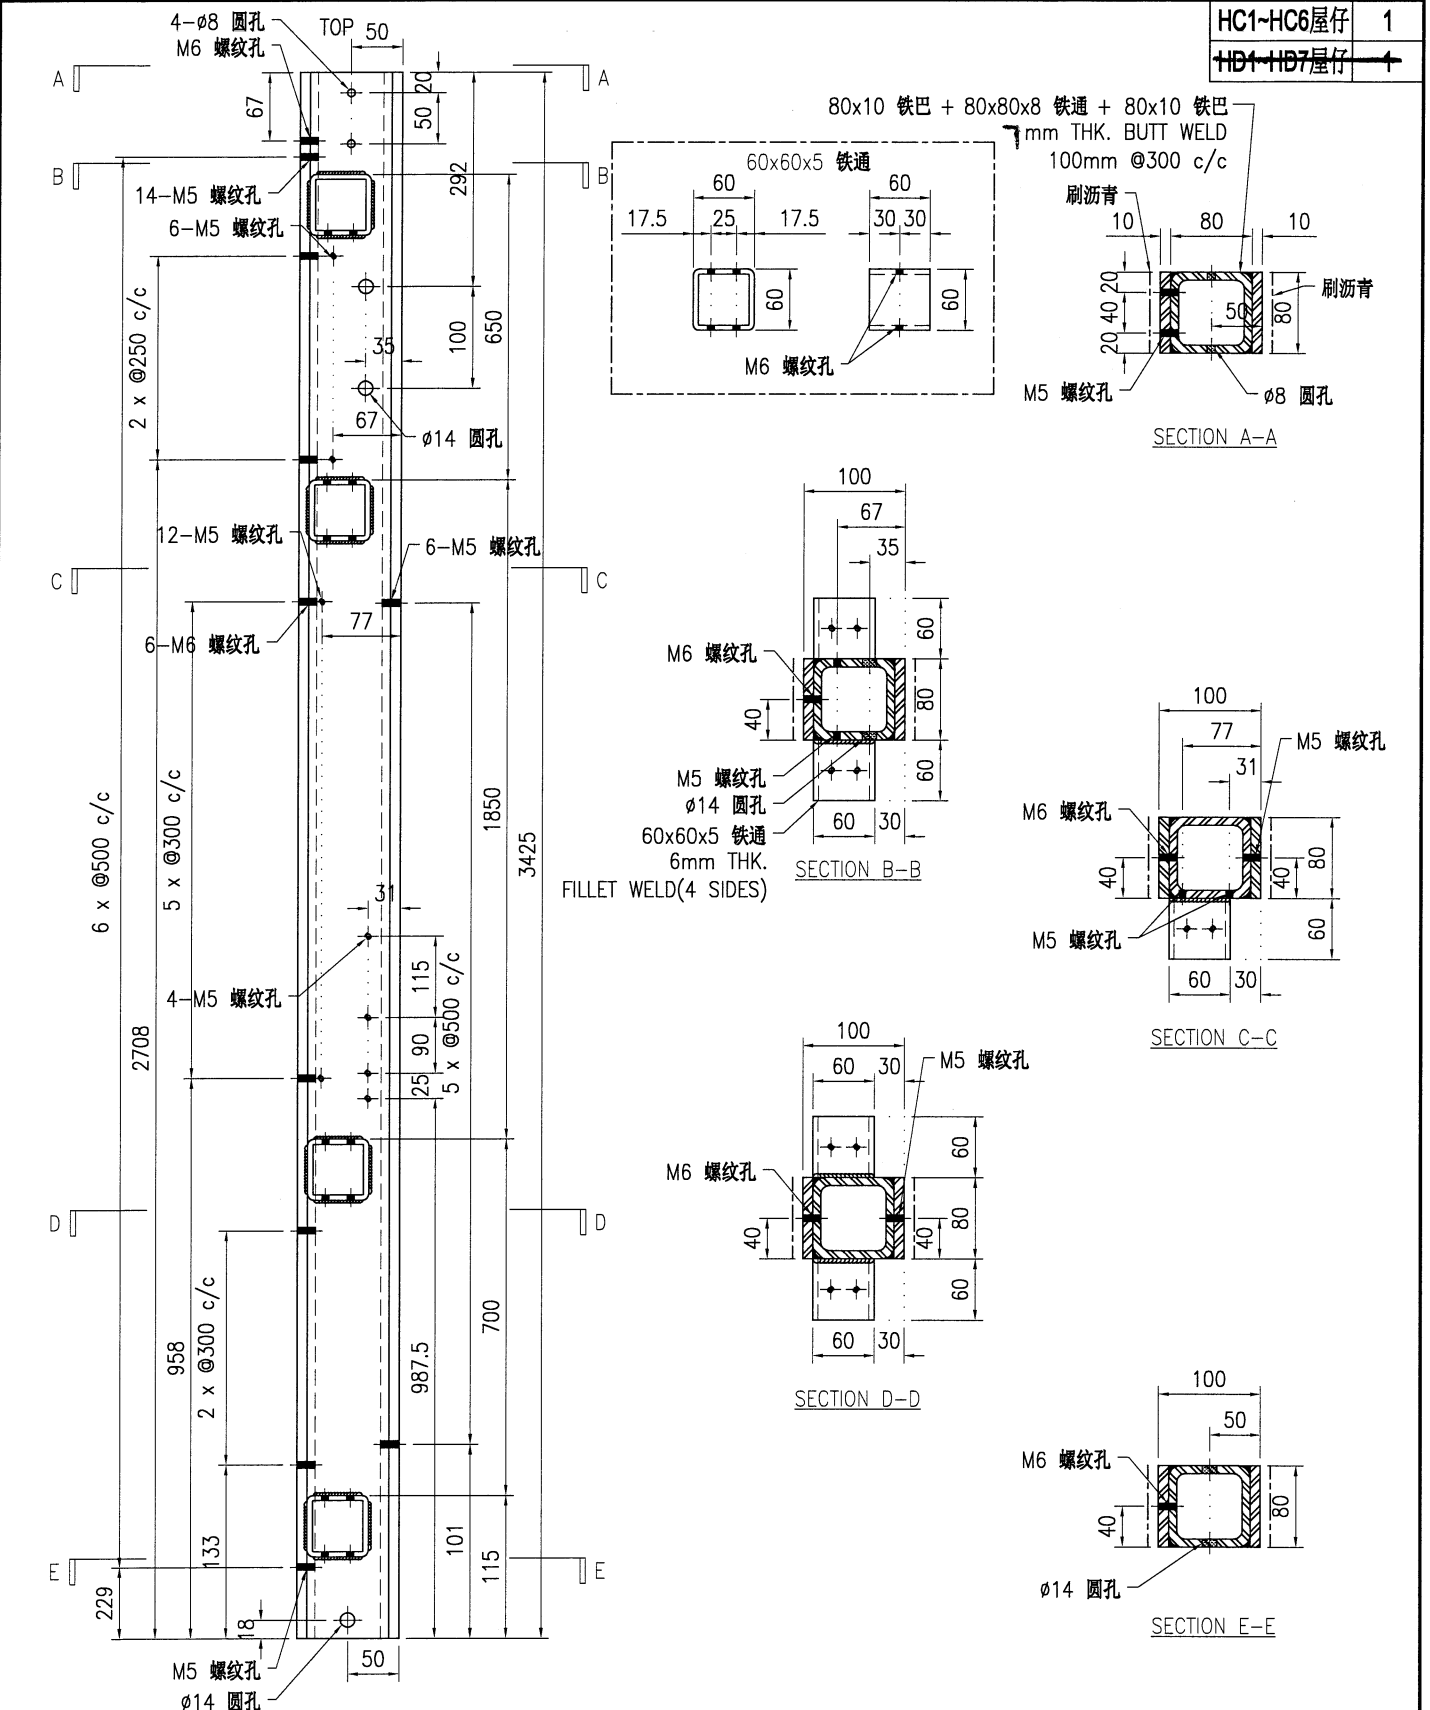 HC1~HC6屋仔 1
HD1~HD7屋仔 1
4-ø8 圆孔
M6 螺纹孔
TOP
50
A
A
67
20
50
B
B
14-M5 螺纹孔
6-M5 螺纹孔
292
2 x @250 c/c
100
650
35
67
ø14 圆孔
12-M5 螺纹孔
6-M5 螺纹孔
C
C
77
6-M6 螺纹孔
5 x @300 c/c
6 x @500 c/c
1850
3425
31
4-M5 螺纹孔
115
90
25
5 x @500 c/c
2708
D
D
958
2 x @300 c/c
987.5
700
133
101
115
E
E
229
18
50
M5 螺纹孔
ø14 圆孔
80x10 铁巴 + 80x80x8 铁通 + 80x10 铁巴
mm THK. BUTT WELD
100mm @300 c/c
60x60x5 铁通
60
60
17.5
25
17.5
30
30
60
60
M6 螺纹孔
刷沥青
10
80
10
20
40
20
50
80
刷沥青
M5 螺纹孔
ø8 圆孔
SECTION A-A
100
67
35
60
M6 螺纹孔
40
80
M5 螺纹孔
ø14 圆孔
60
60x60x5 铁通
6mm THK.
FILLET WELD(4 SIDES)
60
30
SECTION B-B
100
77
31
M5 螺纹孔
M6 螺纹孔
40
40
80
M5 螺纹孔
60
60
30
SECTION C-C
100
60
30
M5 螺纹孔
60
M6 螺纹孔
40
40
80
60
60
30
SECTION D-D
100
50
M6 螺纹孔
40
80
ø14 圆孔
SECTION E-E